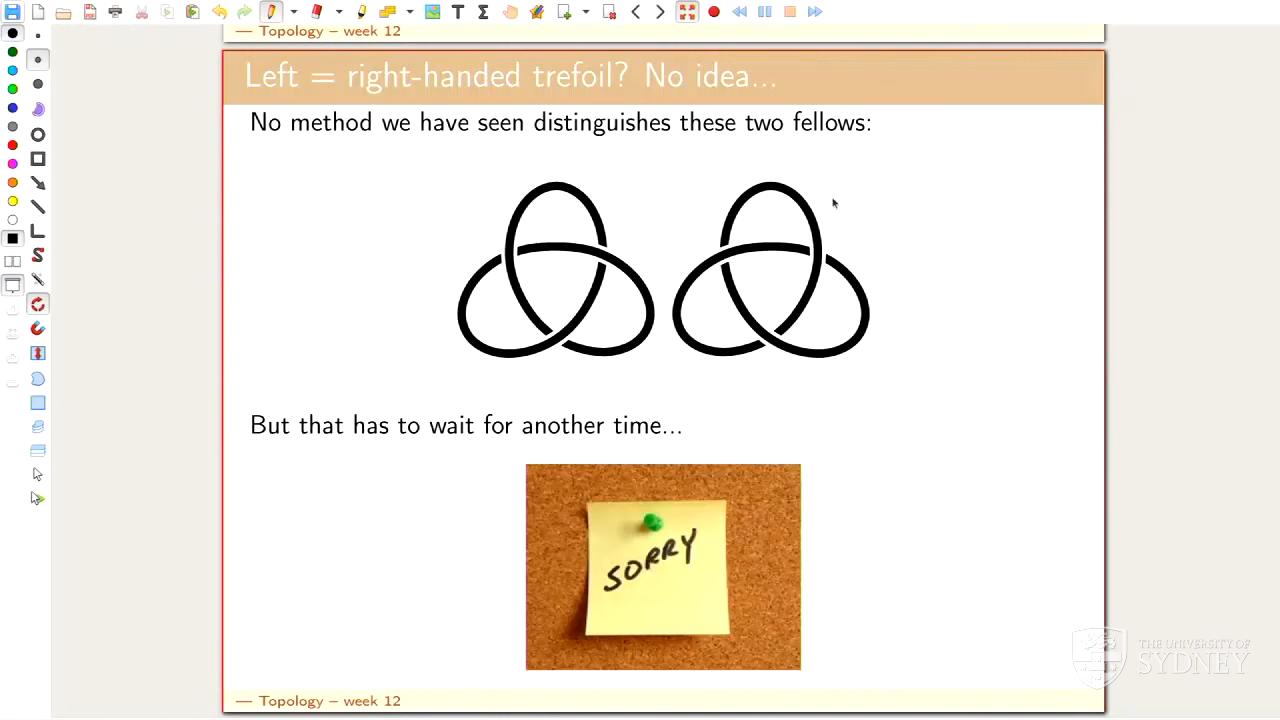 — Topology – week 12
Left = right-handed trefoil? No idea...
No method we have seen distinguishes these two fellows:
But that has to wait for another time...
SORRY
THE UNIVERSITY OF
SYDNEY
— Topology – week 12